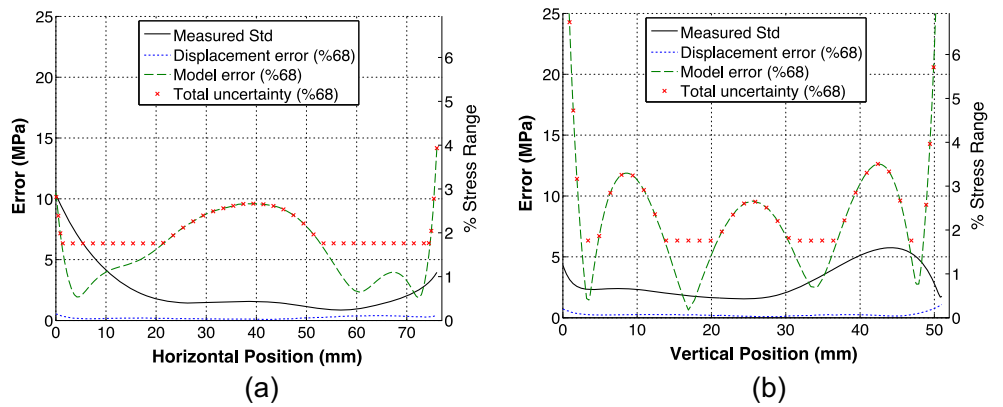 25
20
15
10
5
0
Error (MPa)
Measured Std
Displacement error (%68)
Model error (%68)
Total uncertainty (%68)
6
5
4
3
2
1
0
% Stress Range
0 10 20 30 40 50 60 70
Horizontal Position (mm)
(a)
25
20
15
10
5
0
Error (MPa)
Measured Std
Displacement error (%68)
Model error (%68)
Total uncertainty (%68)
6
5
4
3
2
1
0
% Stress Range
0 10 20 30 40 50
Vertical Position (mm)
(b)